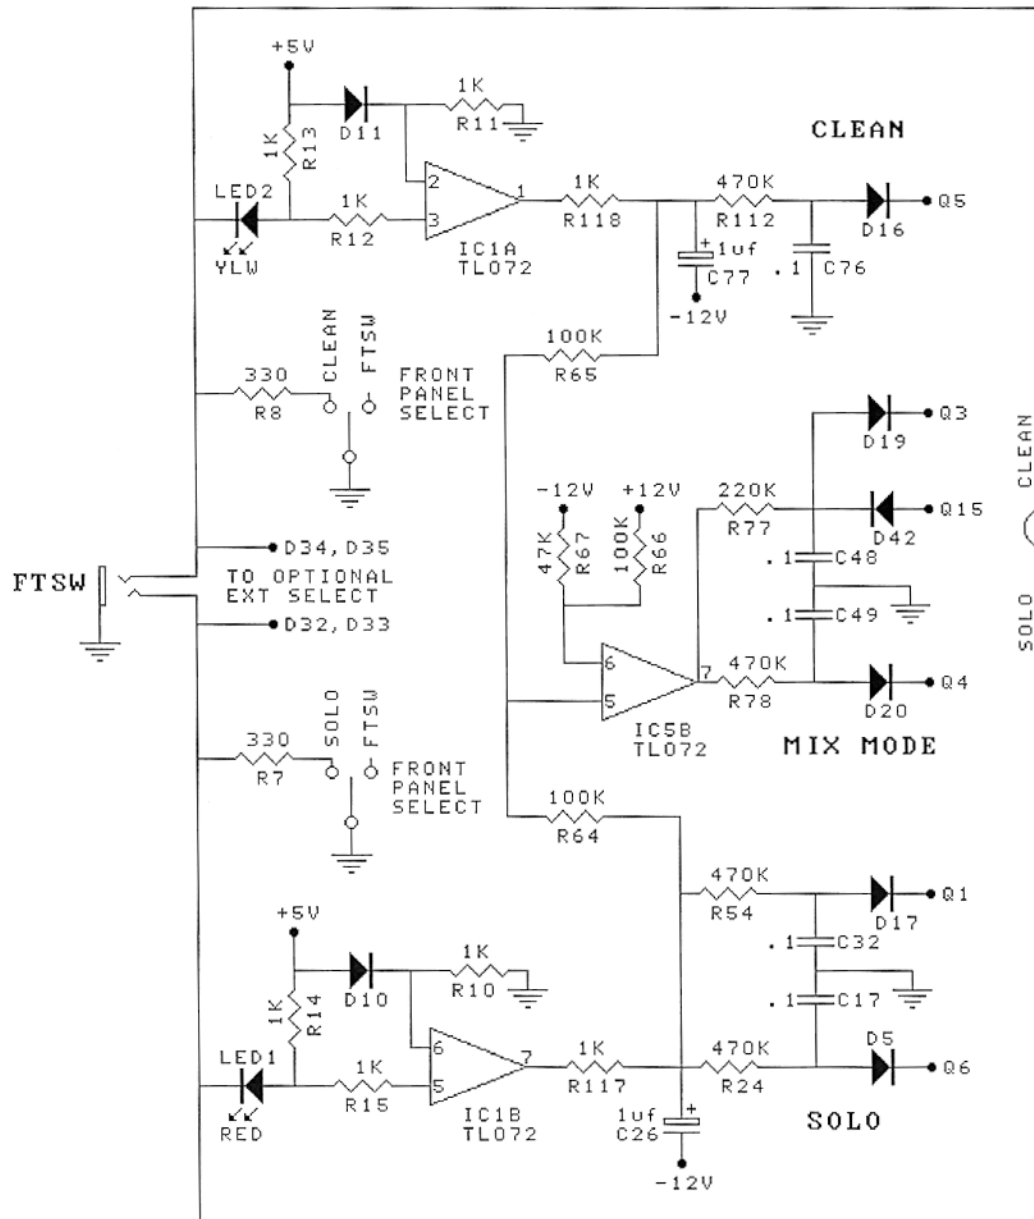 +5V
1K
R11
D11
1K
R13
CLEAN
LED2
YLW
1K
R12
2
3
1
IC1A
TL072
1K
R118
470K
R112
D16
Q5
+
1uf
C77
-12V
.1
C76
100K
R65
330
R8
CLEAN
FTSW
FRONT
PANEL
SELECT
D19
Q3
CLEAN
-12V
+12V
47K
R67
100K
R66
220K
R77
D42
Q15
.1
C48
D34,D35
FTSW
TO OPTIONAL
EXT SELECT
D32,D33
.1
C49
SOLO
6
5
7
IC5B
TL072
470K
R78
D20
Q4
MIX MODE
330
R7
SOLO
FTSW
FRONT
PANEL
SELECT
100K
R64
470K
R54
D17
Q1
+5V
D10
1K
R10
1K
R14
.1
C32
.1
C17
LED1
RED
1K
R15
6
5
7
IC1B
TL072
1K
R117
470K
R24
D5
Q6
1uf
+
C26
-12V
SOLO